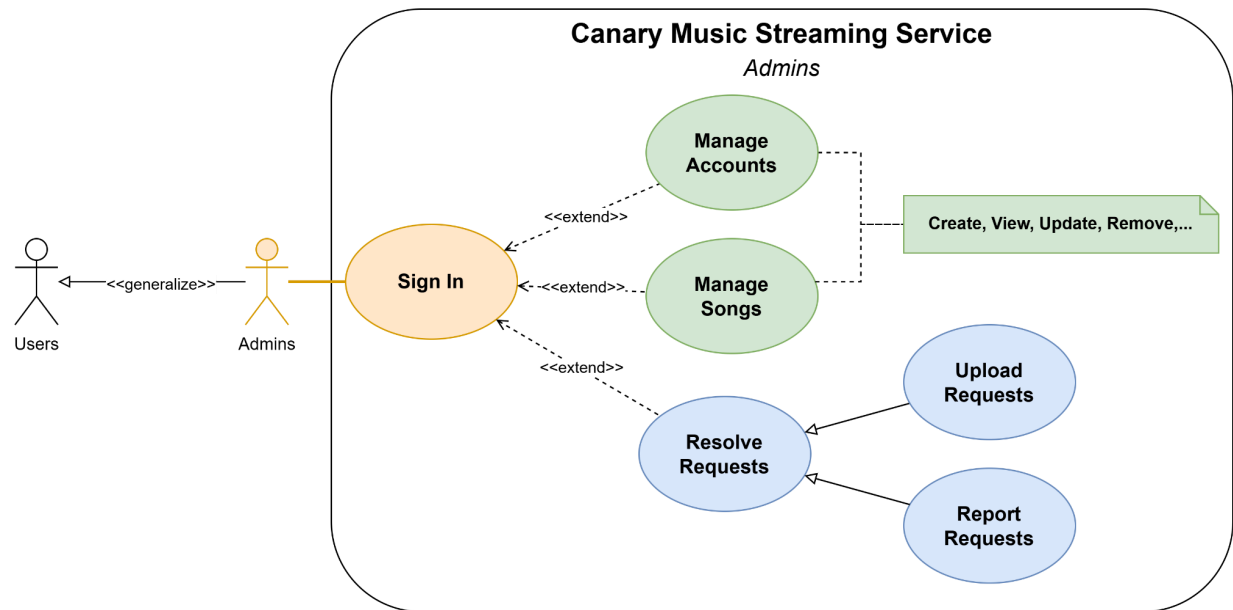 Canary Music Streaming Service
Admins
Manage
Accounts
<<extend>>
Create, View, Update, Remove,...
Sign In
<<generalize>>
Users
Admins
<<extend>>
Manage
Songs
<<extend>>
Upload
Requests
Resolve
Requests
Report
Requests